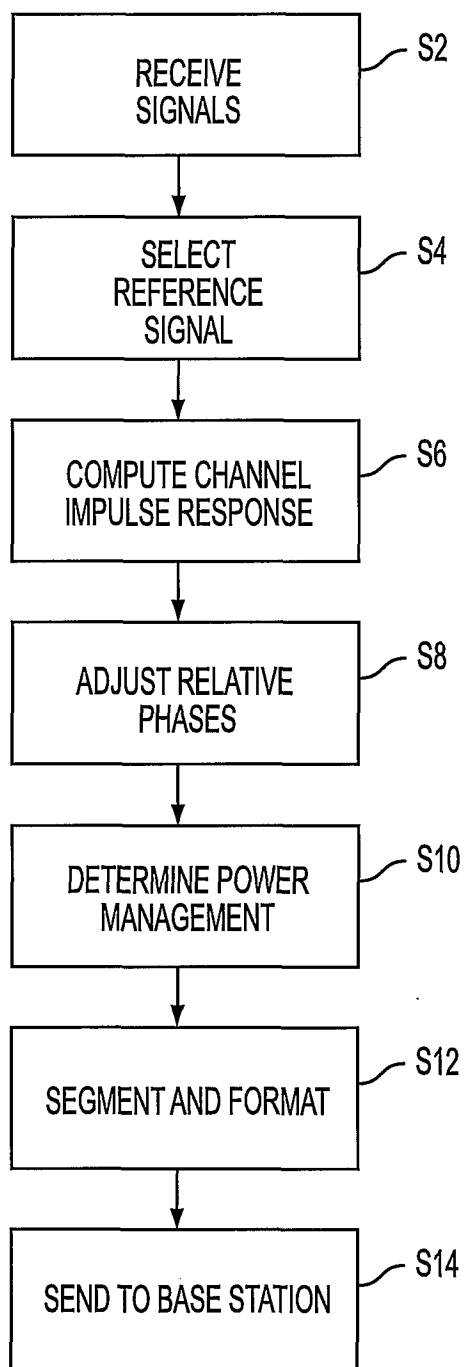 RECEIVE
SIGNALS
S2
SELECT
REFERENCE
SIGNAL
S4
COMPUTE CHANNEL
IMPULSE RESPONSE
S6
ADJUST RELATIVE
PHASES
S8
DETERMINE POWER
MANAGEMENT
S10
SEGMENT AND FORMAT
S12
SEND TO BASE STATION
S14